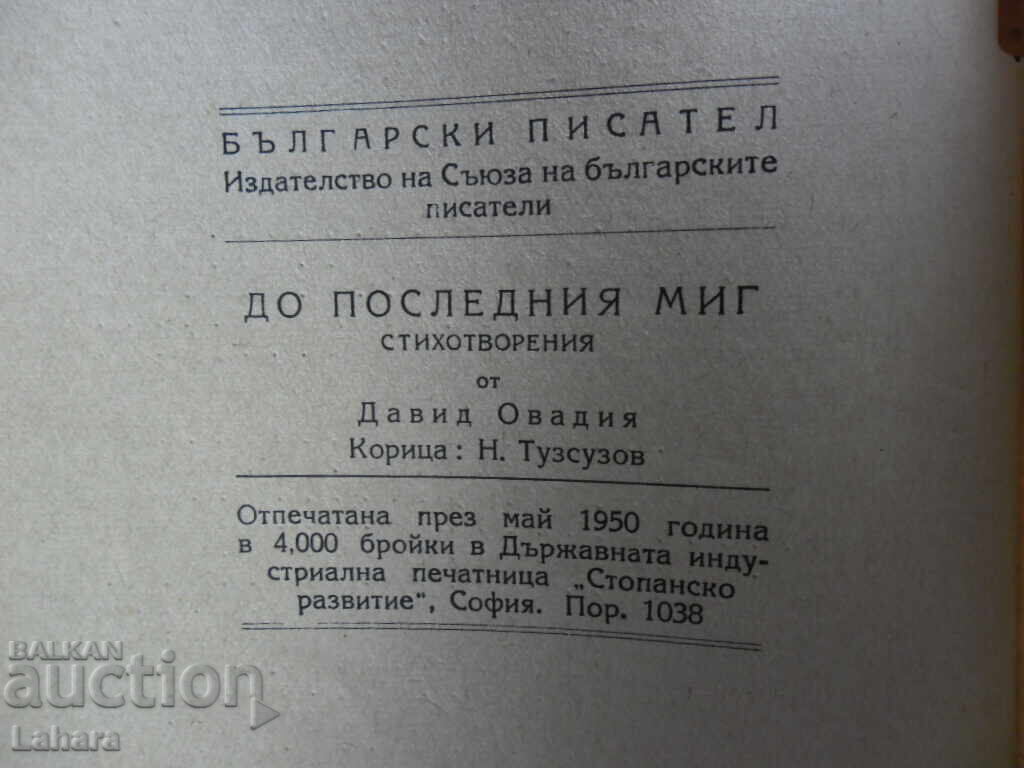 БЪЛГАРСКИ ПИСАТЕЛ
Издателство на Съюза на българските
писатели
ДО ПОСЛЕДНИЯ МИГ
СТИХОТВОРЕНИЯ
от
Давид Овадия
Корица: Н. Тузсузов
Отпечатана през май 1950 година
в 4,000 бройки в Държавната инду-
стриална печатница „Стопанско
развитие“, София. Пор. 1038
BALKAN
auction
Lahara